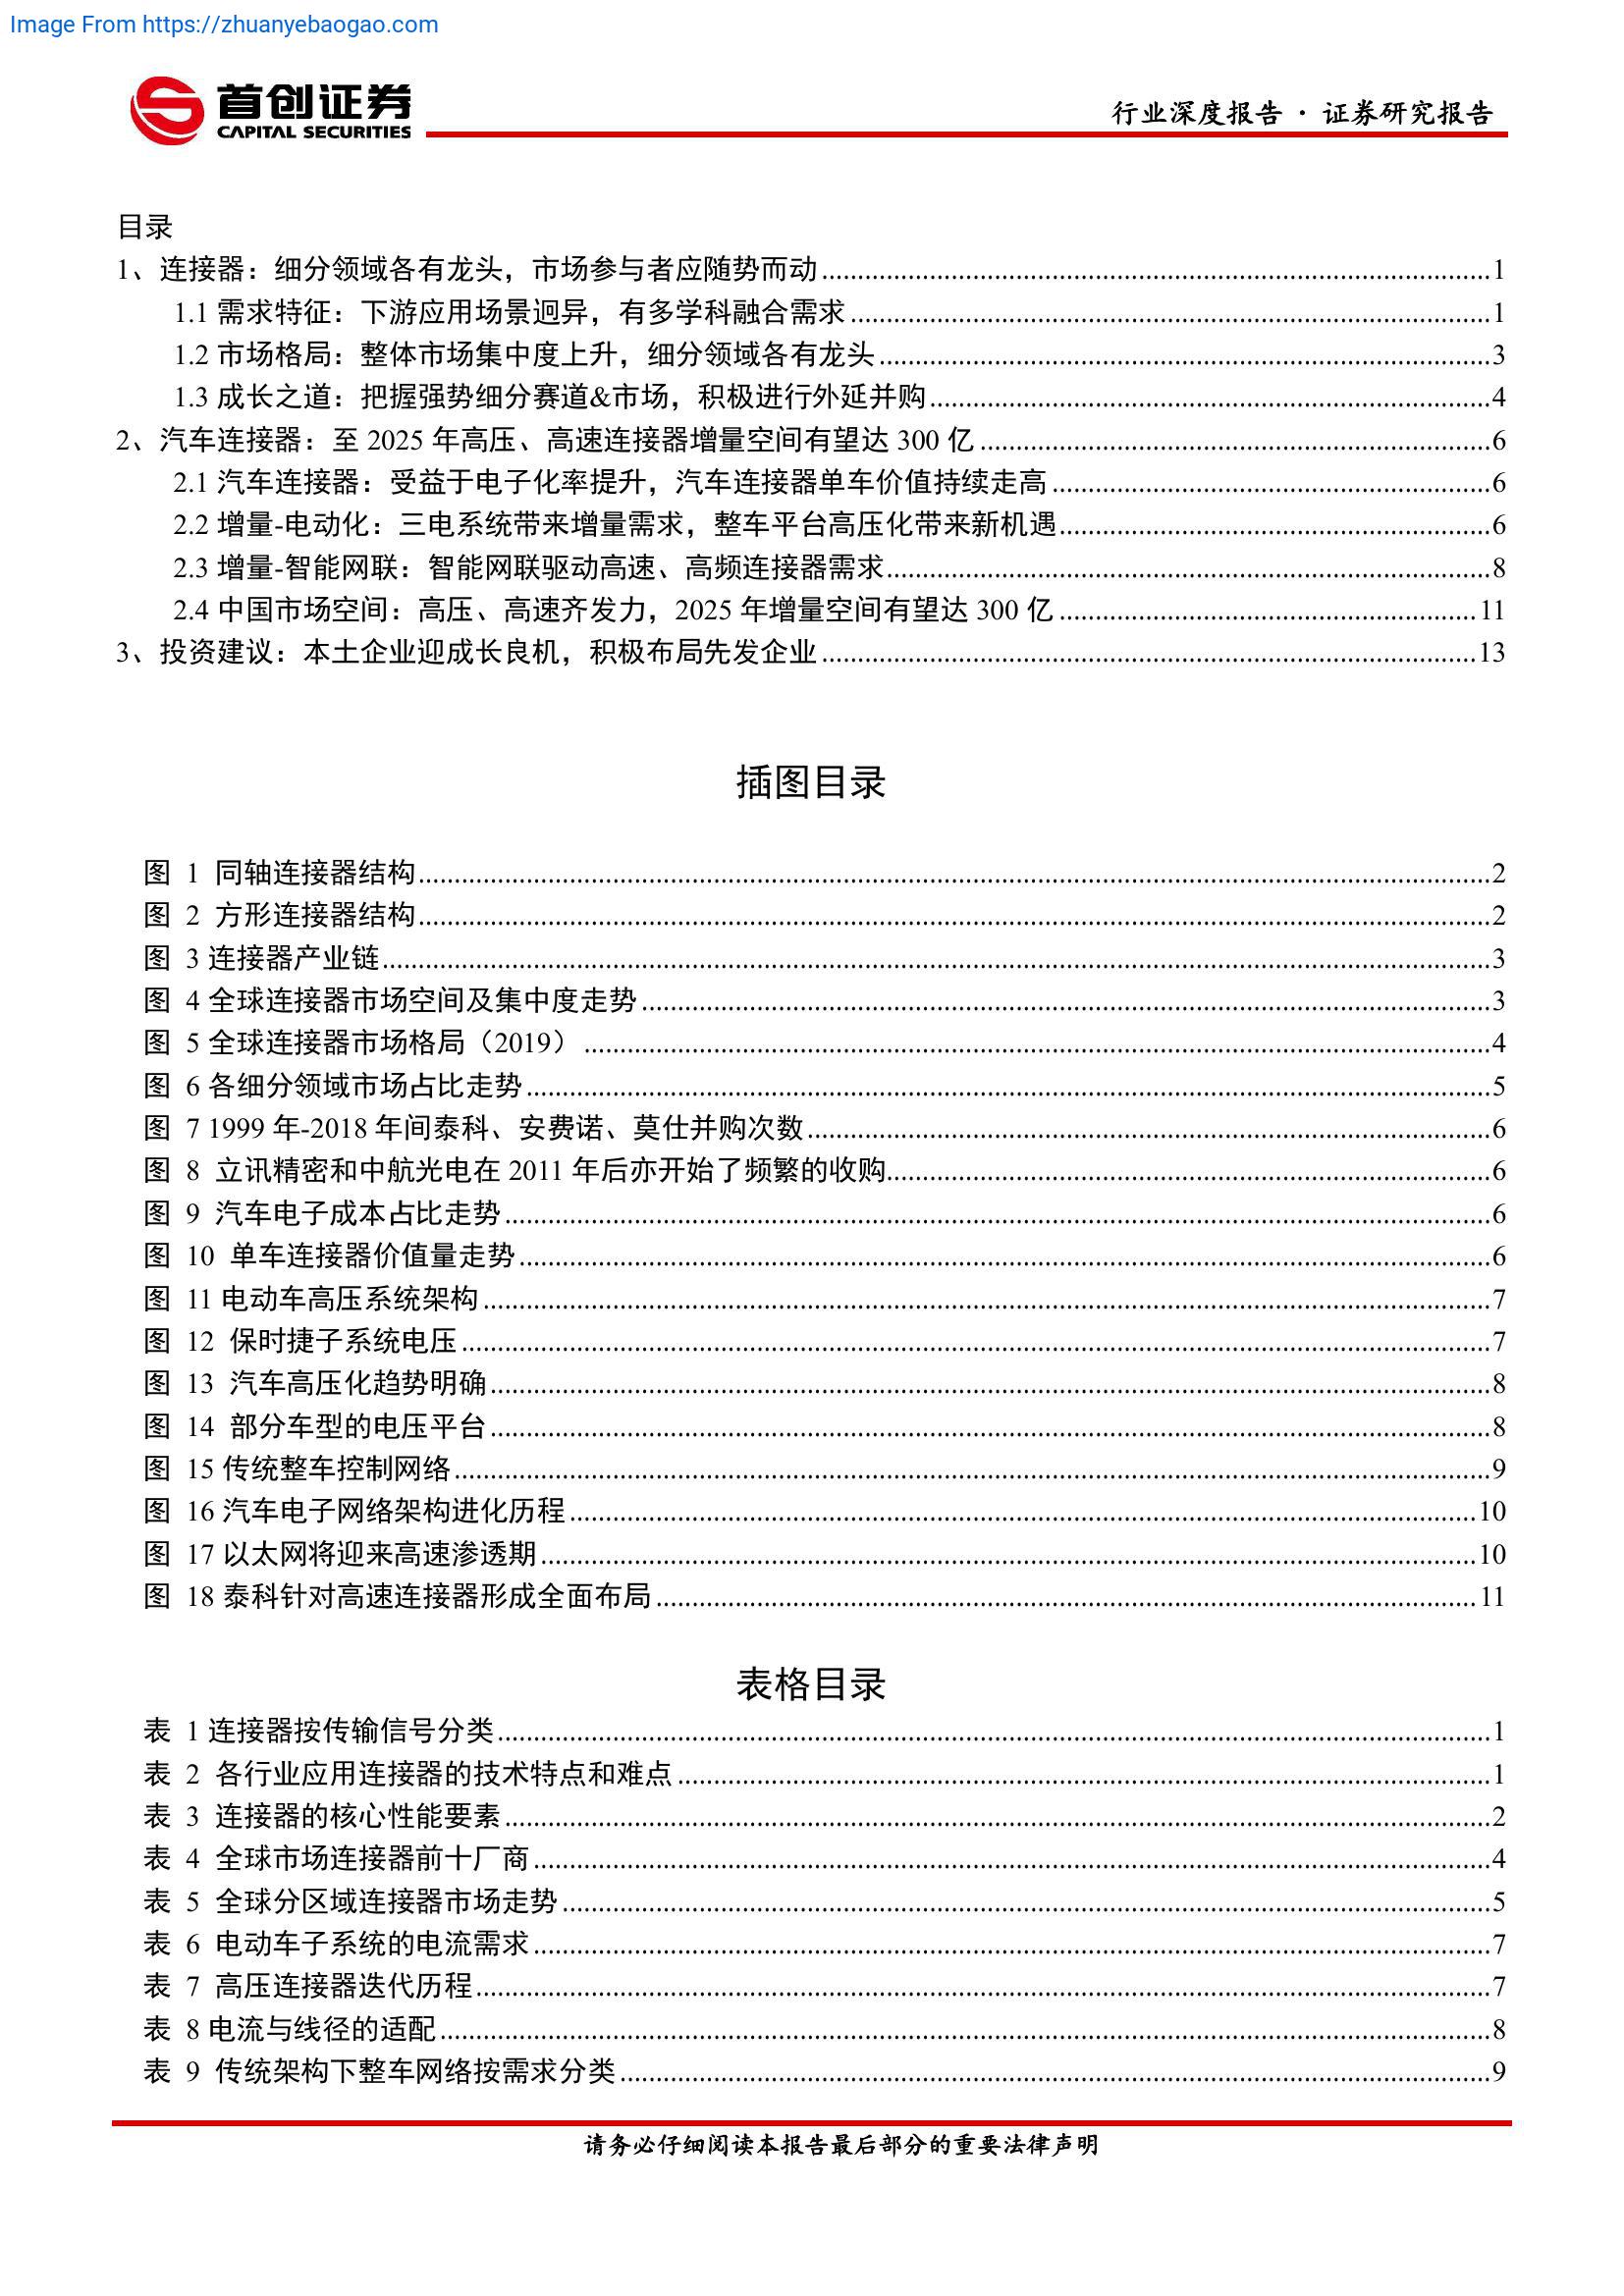 Image From https://zhuanyebaogao.com
首创证券
CAPITAL SECURITIES
行业深度报告 · 证券研究报告
目录
1、连接器：细分领域各有龙头，市场参与者应随势而动 1
1.1 需求特征：下游应用场景迥异，有多学科融合需求 1
1.2 市场格局：整体市场集中度上升，细分领域各有龙头 3
1.3 成长之道：把握强势细分赛道&市场，积极进行外延并购 4
2、汽车连接器：至 2025 年高压、高速连接器增量空间有望达 300 亿 6
2.1 汽车连接器：受益于电子化率提升，汽车连接器单车价值持续走高 6
2.2 增量-电动化：三电系统带来增量需求，整车平台高压化带来新机遇 6
2.3 增量-智能网联：智能网联驱动高速、高频连接器需求 8
2.4 中国市场空间：高压、高速齐发力，2025 年增量空间有望达 300 亿 11
3、投资建议：本土企业迎成长良机，积极布局先发企业 13
插图目录
图 1 同轴连接器结构 2
图 2 方形连接器结构 2
图 3 连接器产业链 3
图 4 全球连接器市场空间及集中度走势 3
图 5 全球连接器市场格局（2019） 4
图 6 各细分领域市场占比走势 5
图 7 1999 年-2018 年间泰科、安费诺、莫仕并购次数 6
图 8 立讯精密和中航光电在 2011 年后亦开始了频繁的收购 6
图 9 汽车电子成本占比走势 6
图 10 单车连接器价值量走势 6
图 11 电动车高压系统架构 7
图 12 保时捷子系统电压 7
图 13 汽车高压化趋势明确 8
图 14 部分车型的电压平台 8
图 15 传统整车控制网络 9
图 16 汽车电子网络架构进化历程 10
图 17 以太网将迎来高速渗透期 10
图 18 泰科针对高速连接器形成全面布局 11
表格目录
表 1 连接器按传输信号分类 1
表 2 各行业应用连接器的技术特点和难点 1
表 3 连接器的核心性能要素 2
表 4 全球市场连接器前十厂商 4
表 5 全球分区域连接器市场走势 5
表 6 电动车子系统的电流需求 7
表 7 高压连接器迭代历程 7
表 8 电流与线径的适配 8
表 9 传统架构下整车网络按需求分类 9
请务必仔细阅读本报告最后部分的重要法律声明